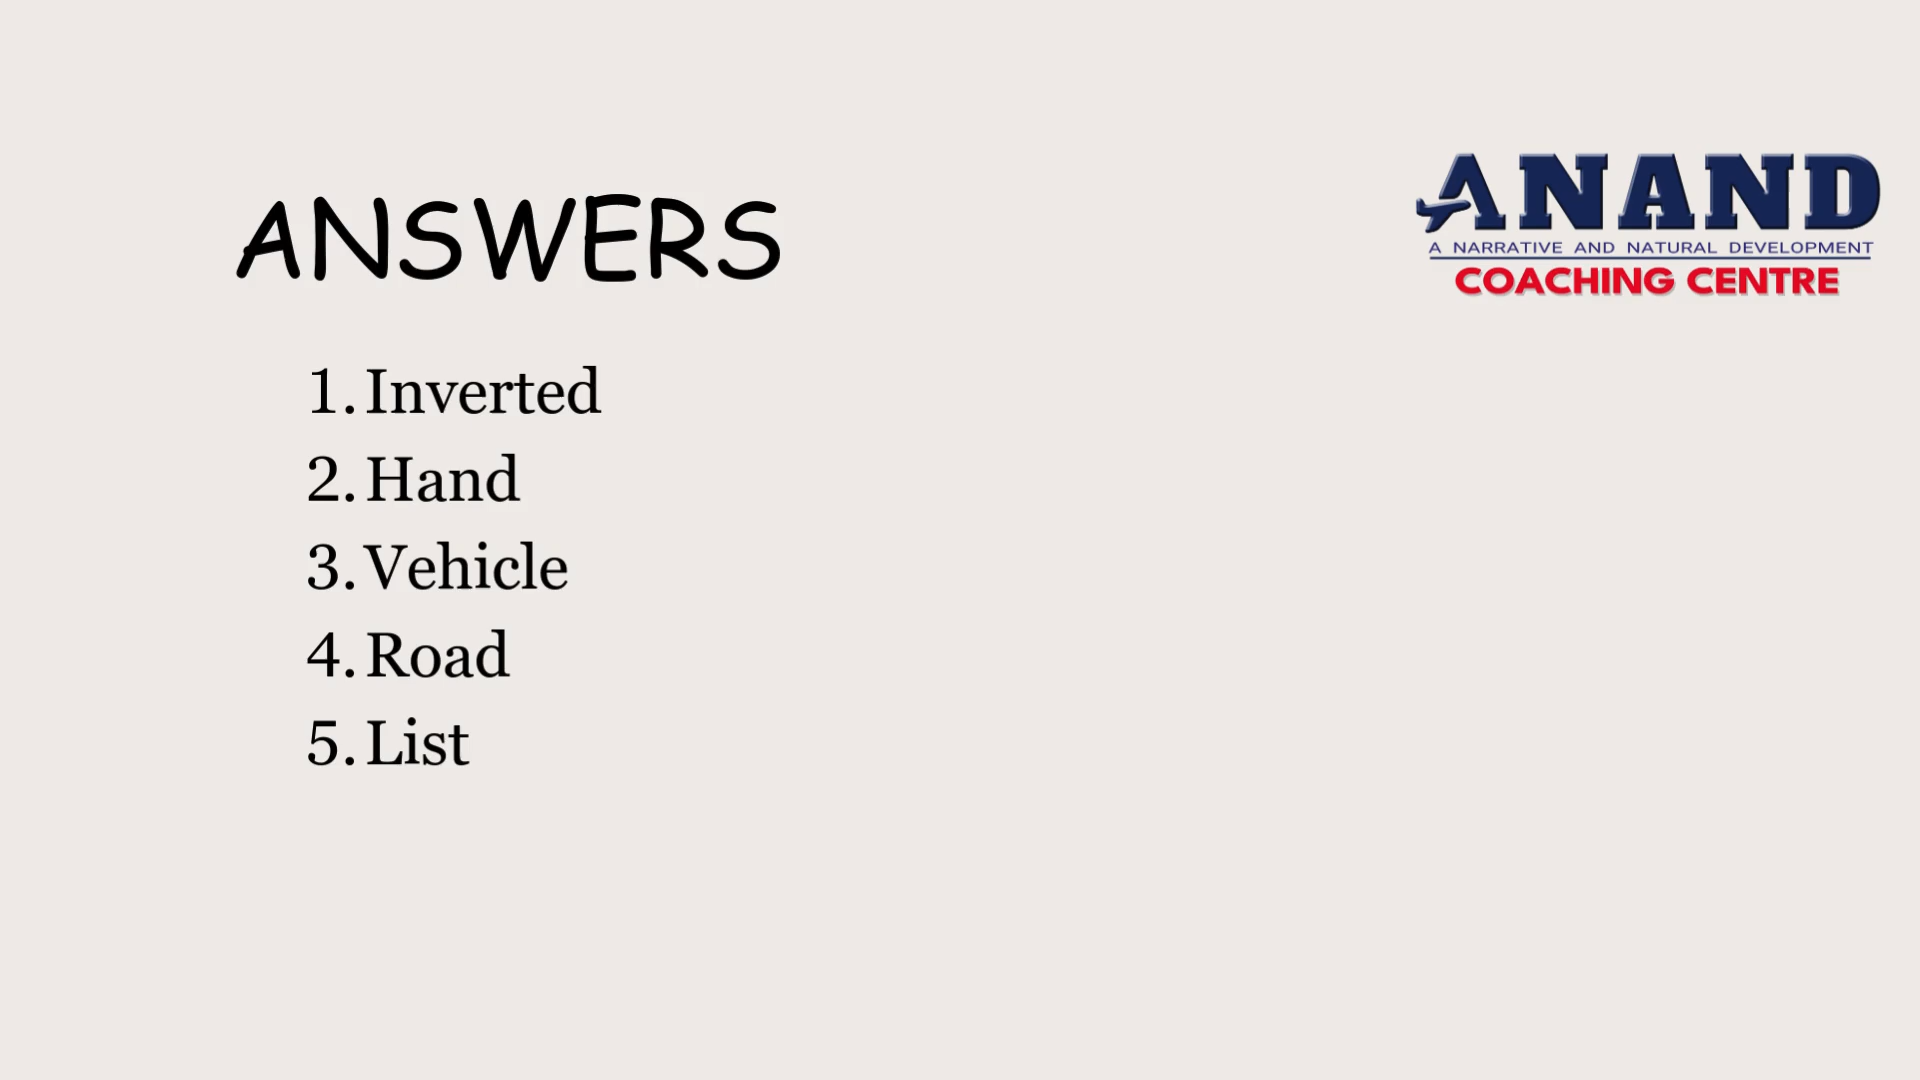 ANAND
A NARRATIVE AND NATURAL DEVELOPMENT
COACHING CENTRE
ANSWERS
1. Inverted
2. Hand
3. Vehicle
4. Road
5. List